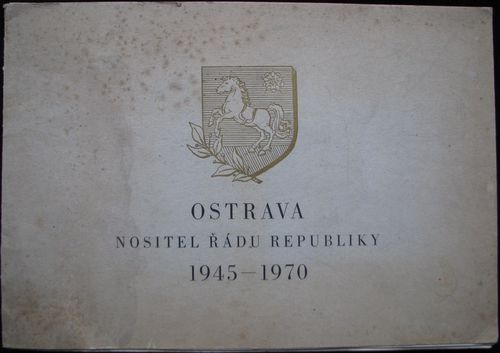 OSTRAVA
NOSITEL ŘÁDU REPUBLIKY
1945—1970